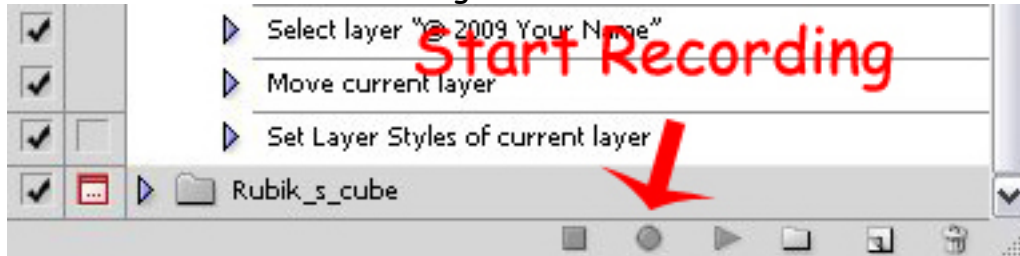 Select layer "@ 2009 Your Name"
Start Recording
Move current layer
Set Layer Styles of current layer
Rubik_s_cube